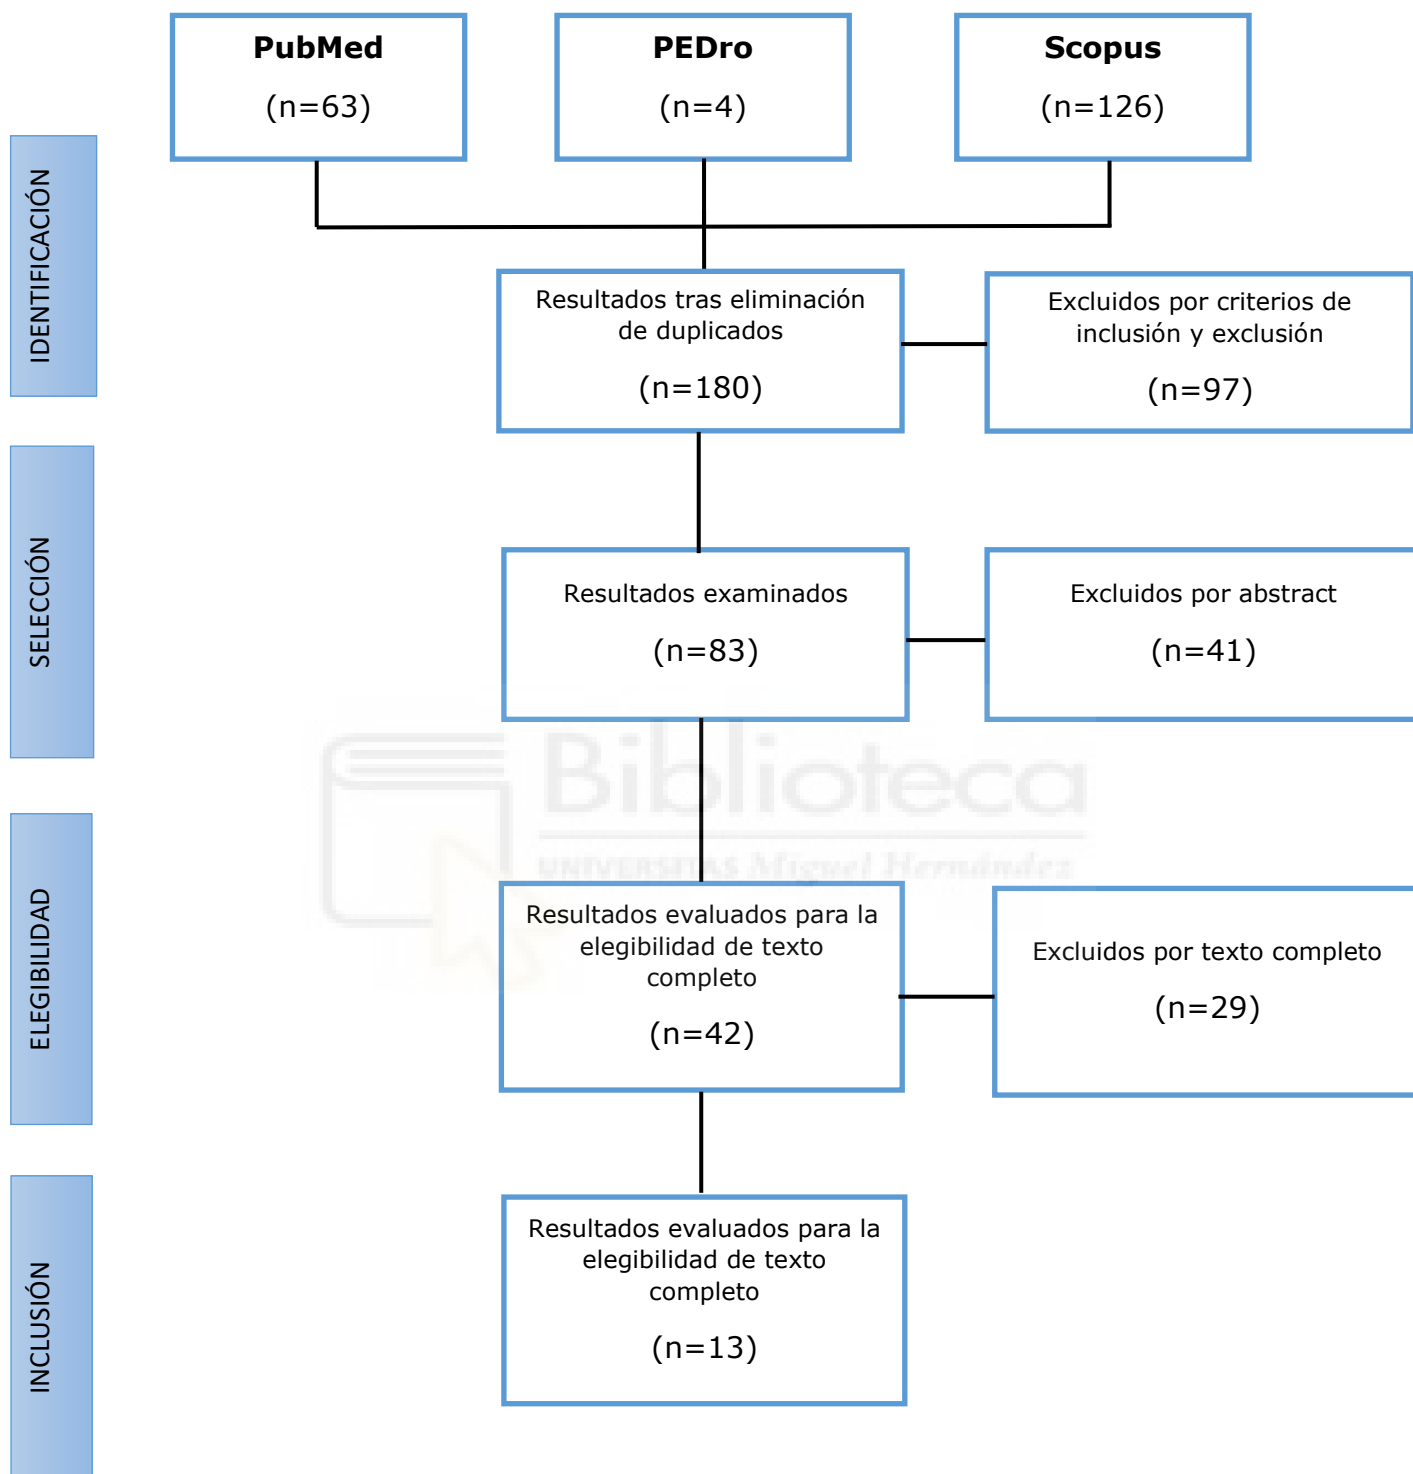 PubMed
(n=63)
PEDro
(n=4)
Scopus
(n=126)
IDENTIFICACIÓN
Resultados tras eliminación
de duplicados
(n=180)
Excluidos por criterios de
inclusión y exclusión
(n=97)
SELECCIÓN
Resultados examinados
(n=83)
Excluidos por abstract
(n=41)
Biblioteca
UNIVERSITAS Miguel Hernández
ELEGIBILIDAD
Resultados evaluados para la
elegibilidad de texto
completo
(n=42)
Excluidos por texto completo
(n=29)
INCLUSIÓN
Resultados evaluados para la
elegibilidad de texto
completo
(n=13)